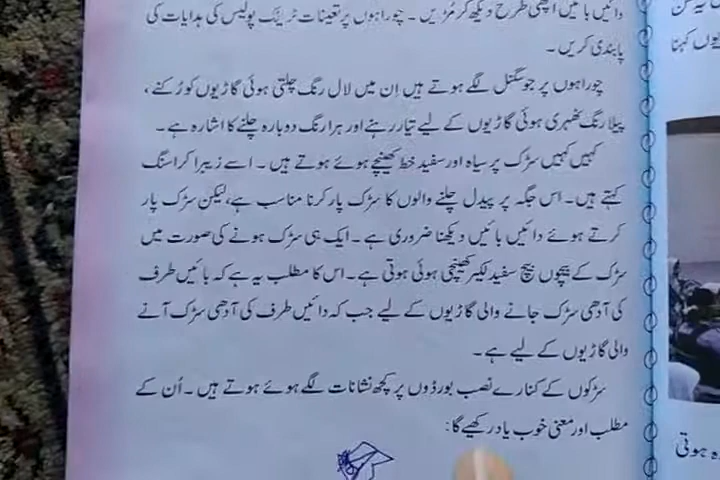 دائیں بائیں اچھی طرح دیکھ کر مُڑیں ۔ چوراہوں پر تعینات ٹریفک پولیس کی ہدایات کی
پابندی کریں ۔
چوراہوں پر جو سگنل لگے ہوتے ہیں اِن میں لال رنگ چلتی ہوئی گاڑیوں کو رُکنے ،
پیلا رنگ ٹھہری ہوئی گاڑیوں کے لیے تیار رہنے اور ہرا رنگ دوبارہ چلنے کا اشارہ ہے ۔
کہیں کہیں سڑک پر سیاہ اور سفید خط کھینچے ہوئے ہوتے ہیں ۔ اسے زیبرا کراسنگ
کہتے ہیں ۔ اس جگہ پر پیدل چلنے والوں کا سڑک پار کرنا مناسب ہے، لیکن سڑک پار
کرتے ہوئے دائیں بائیں دیکھنا ضروری ہے ۔ ایک ہی سڑک ہونے کی صورت میں
سڑک کے بیچوں بیچ سفید لکیر کھینچی ہوئی ہوتی ہے ۔ اس کا مطلب یہ ہے کہ بائیں طرف
کی آدھی سڑک جانے والی گاڑیوں کے لیے جب کہ دائیں طرف کی آدھی سڑک آنے
والی گاڑیوں کے لیے ہے ۔
سڑکوں کے کنارے نصب بورڈوں پر کچھ نشانات لگے ہوئے ہوتے ہیں ۔ اُن کے
مطلب اور معنی خوب یاد رکھیے گا:
کہنا
ہوتی